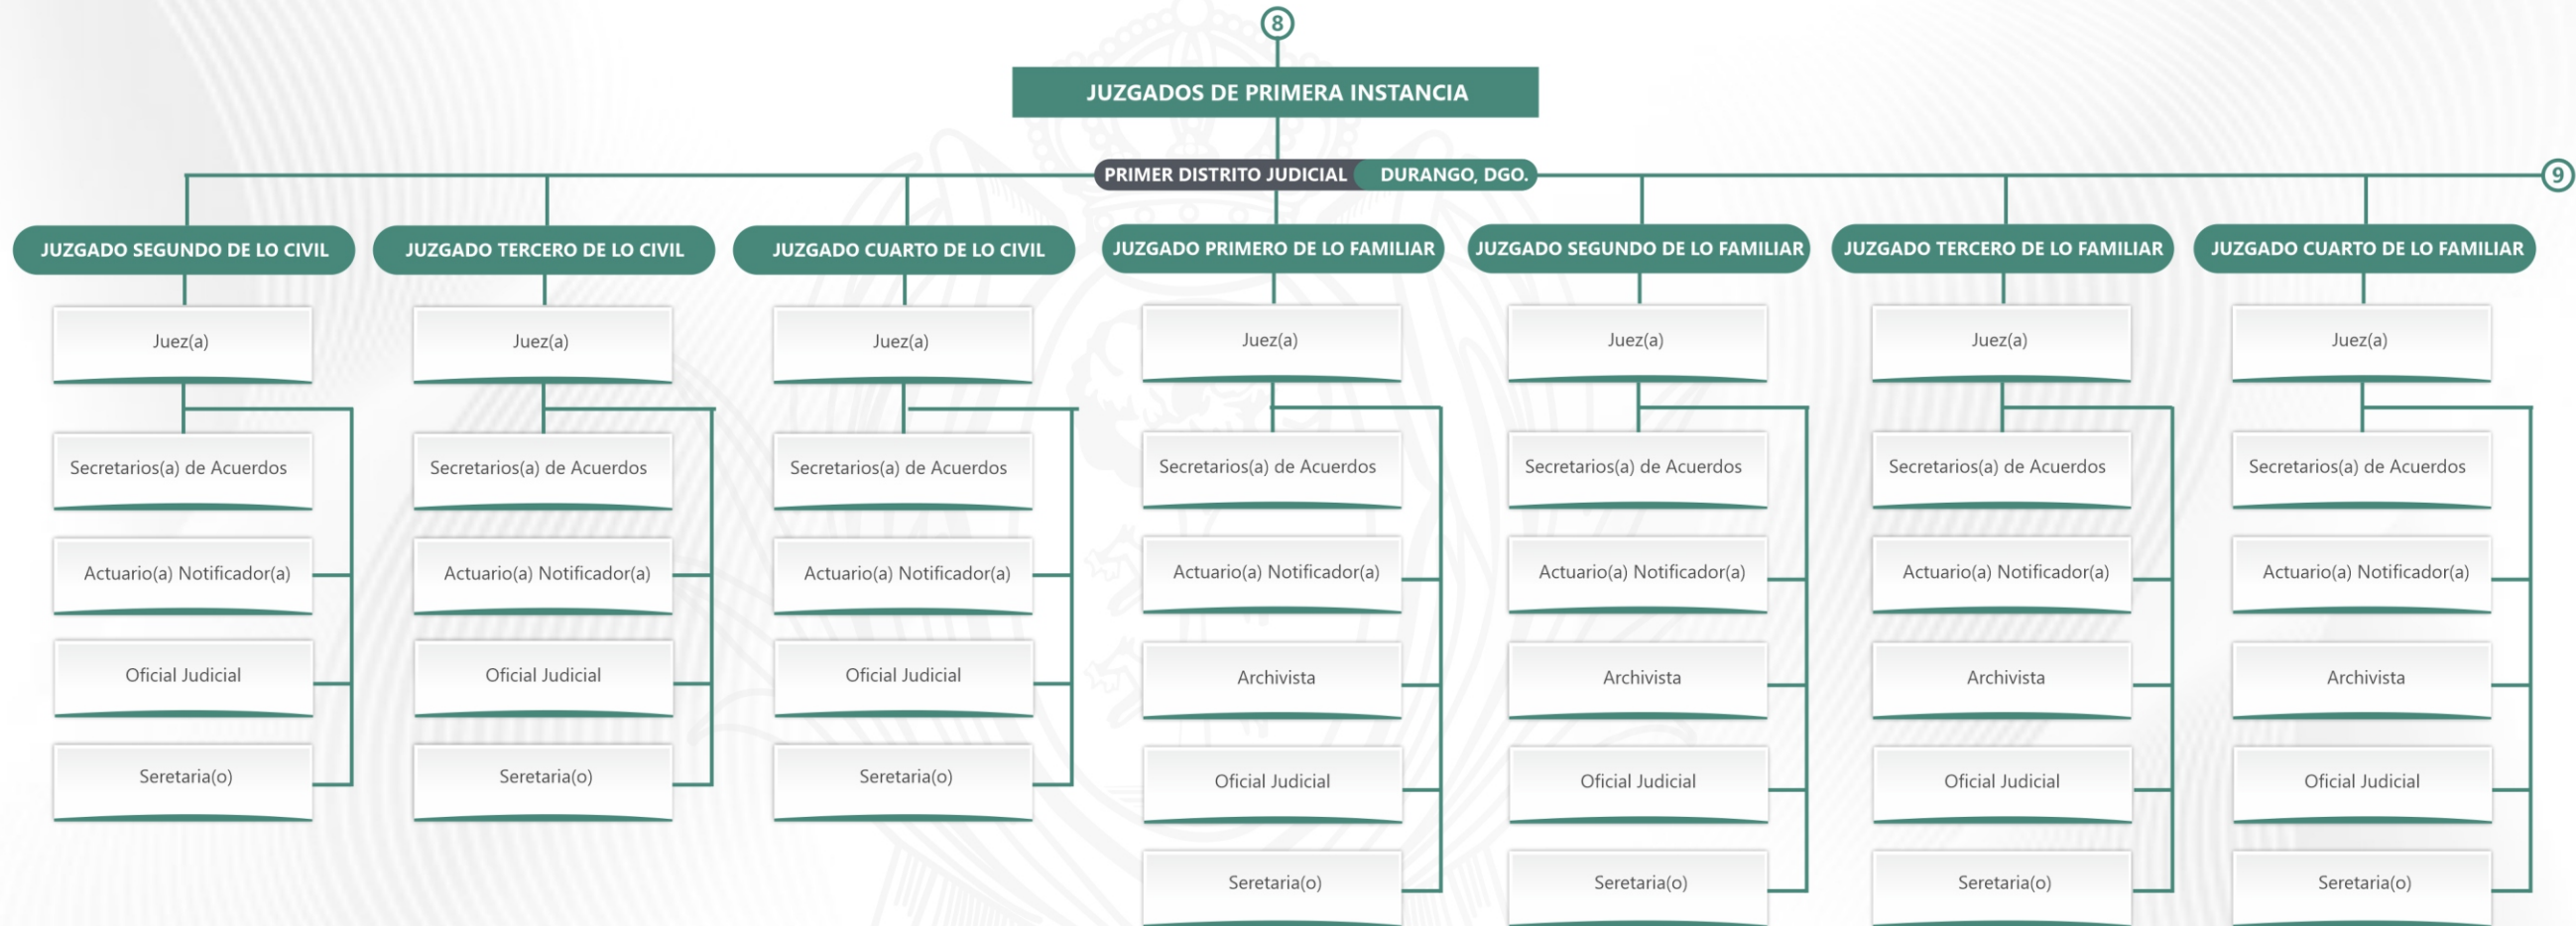 8
JUZGADOS DE PRIMERA INSTANCIA
PRIMER DISTRITO JUDICIAL DURANGO, DGO.
9
JUZGADO SEGUNDO DE LO CIVIL
Juez(a)
Secretarios(a) de Acuerdos
Actuario(a) Notificador(a)
Oficial Judicial
Seretaria(o)
JUZGADO TERCERO DE LO CIVIL
Juez(a)
Secretarios(a) de Acuerdos
Actuario(a) Notificador(a)
Oficial Judicial
Seretaria(o)
JUZGADO CUARTO DE LO CIVIL
Juez(a)
Secretarios(a) de Acuerdos
Actuario(a) Notificador(a)
Oficial Judicial
Seretaria(o)
JUZGADO PRIMERO DE LO FAMILIAR
Juez(a)
Secretarios(a) de Acuerdos
Actuario(a) Notificador(a)
Archivista
Oficial Judicial
Seretaria(o)
JUZGADO SEGUNDO DE LO FAMILIAR
Juez(a)
Secretarios(a) de Acuerdos
Actuario(a) Notificador(a)
Archivista
Oficial Judicial
Seretaria(o)
JUZGADO TERCERO DE LO FAMILIAR
Juez(a)
Secretarios(a) de Acuerdos
Actuario(a) Notificador(a)
Archivista
Oficial Judicial
Seretaria(o)
JUZGADO CUARTO DE LO FAMILIAR
Juez(a)
Secretarios(a) de Acuerdos
Actuario(a) Notificador(a)
Archivista
Oficial Judicial
Seretaria(o)